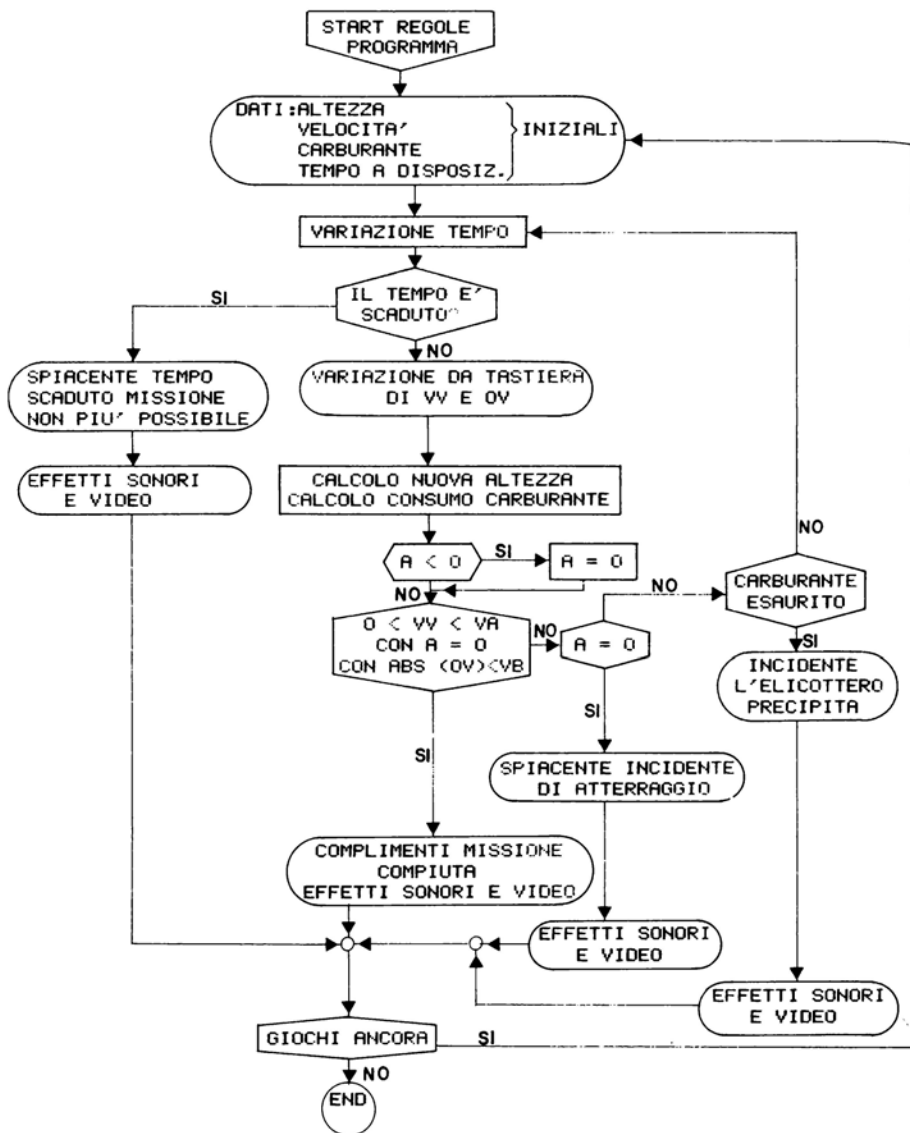 START REGOLE
PROGRAMMA
DATI:ALTEZZA
VELOCITA'
CARBURANTE
TEMPO A DISPOSIZ.
INIZIALI
VARIAZIONE TEMPO
IL TEMPO E'
SCADUTO?
SI
NO
SPIACENTE TEMPO
SCADUTO MISSIONE
NON PIU' POSSIBILE
VARIAZIONE DA TASTIERA
DI VV E OV
EFFETTI SONORI
E VIDEO
CALCOLO NUOVA ALTEZZA
CALCOLO CONSUMO CARBURANTE
A < 0
SI
A = 0
NO
0 < VV < VA
CON A = 0
CON ABS (OV)<VB
NO
A = 0
NO
CARBURANTE
ESAURITO
NO
SI
INCIDENTE
L'ELICOTTERO
PRECIPITA
SI
SI
SPIACENTE INCIDENTE
DI ATTERRAGGIO
COMPLIMENTI MISSIONE
COMPIUTA
EFFETTI SONORI E VIDEO
EFFETTI SONORI
E VIDEO
EFFETTI SONORI
E VIDEO
GIOCHI ANCORA
SI
NO
END